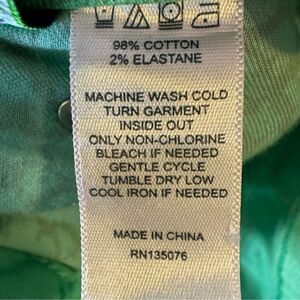 98% COTTON
2% ELASTANE
MACHINE WASH COLD
TURN GARMENT
INSIDE OUT
ONLY NON-CHLORINE
BLEACH IF NEEDED
GENTLE CYCLE
TUMBLE DRY LOW
COOL IRON IF NEEDED
MADE IN CHINA
RN135076